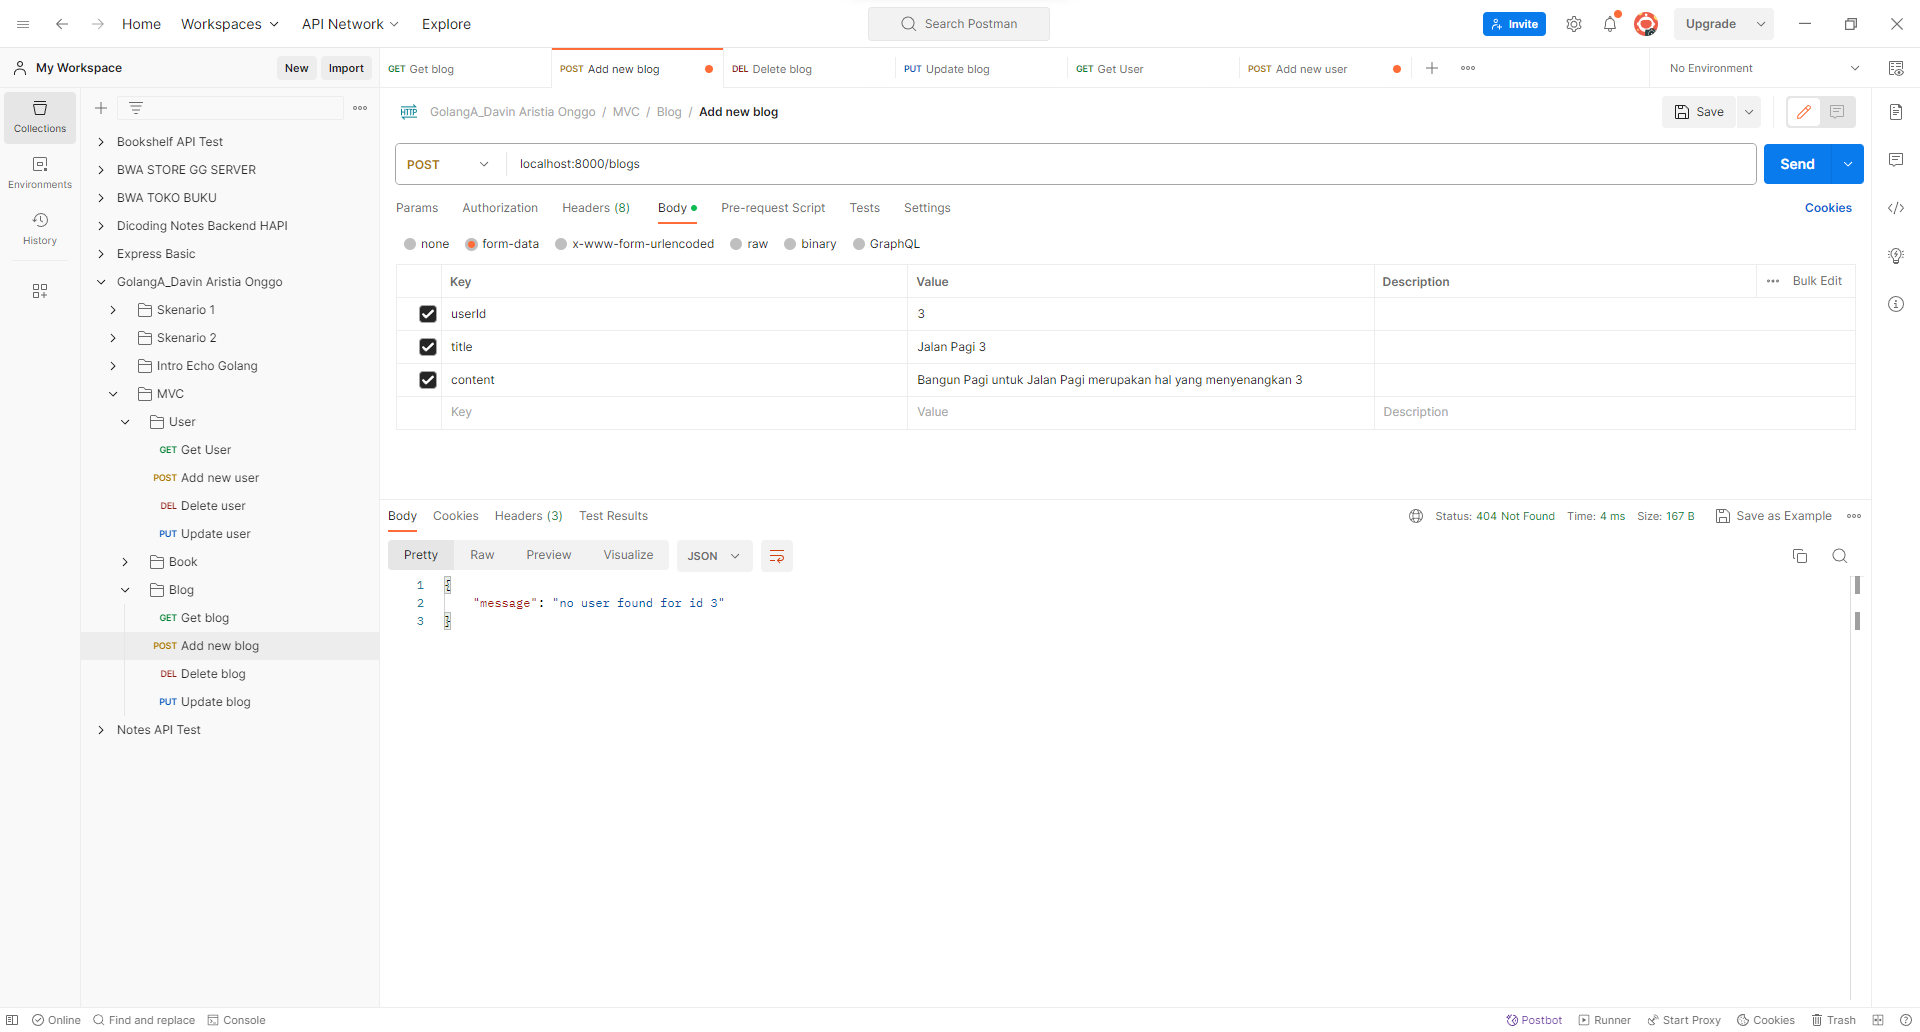 Home Workspaces API Network Explore Search Postman Invite Upgrade
My Workspace New Import
GET Get blog POST Add new blog DEL Delete blog PUT Update blog GET Get User POST Add new user No Environment
Collections
Environments
History
Bookshelf API Test
BWA STORE GG SERVER
BWA TOKO BUKU
Dicoding Notes Backend HAPI
Express Basic
GolangA_Davin Aristia Onggo
Skenario 1
Skenario 2
Intro Echo Golang
MVC
User
GET Get User
POST Add new user
DEL Delete user
PUT Update user
Book
Blog
GET Get blog
POST Add new blog
DEL Delete blog
PUT Update blog
Notes API Test
HTTP GolangA_Davin Aristia Onggo / MVC / Blog / Add new blog Save
POST localhost:8000/blogs Send
Params Authorization Headers (8) Body Pre-request Script Tests Settings Cookies
none form-data x-www-form-urlencoded raw binary GraphQL
Key Value Description Bulk Edit
userId 3
title Jalan Pagi 3
content Bangun Pagi untuk Jalan Pagi merupakan hal yang menyenangkan 3
Key Value Description
Body Cookies Headers (3) Test Results Status: 404 Not Found Time: 4 ms Size: 167 B Save as Example
Pretty Raw Preview Visualize JSON
1 {
2 "message": "no user found for id 3"
3 }
Online Find and replace Console Postbot Runner Start Proxy Cookies Trash